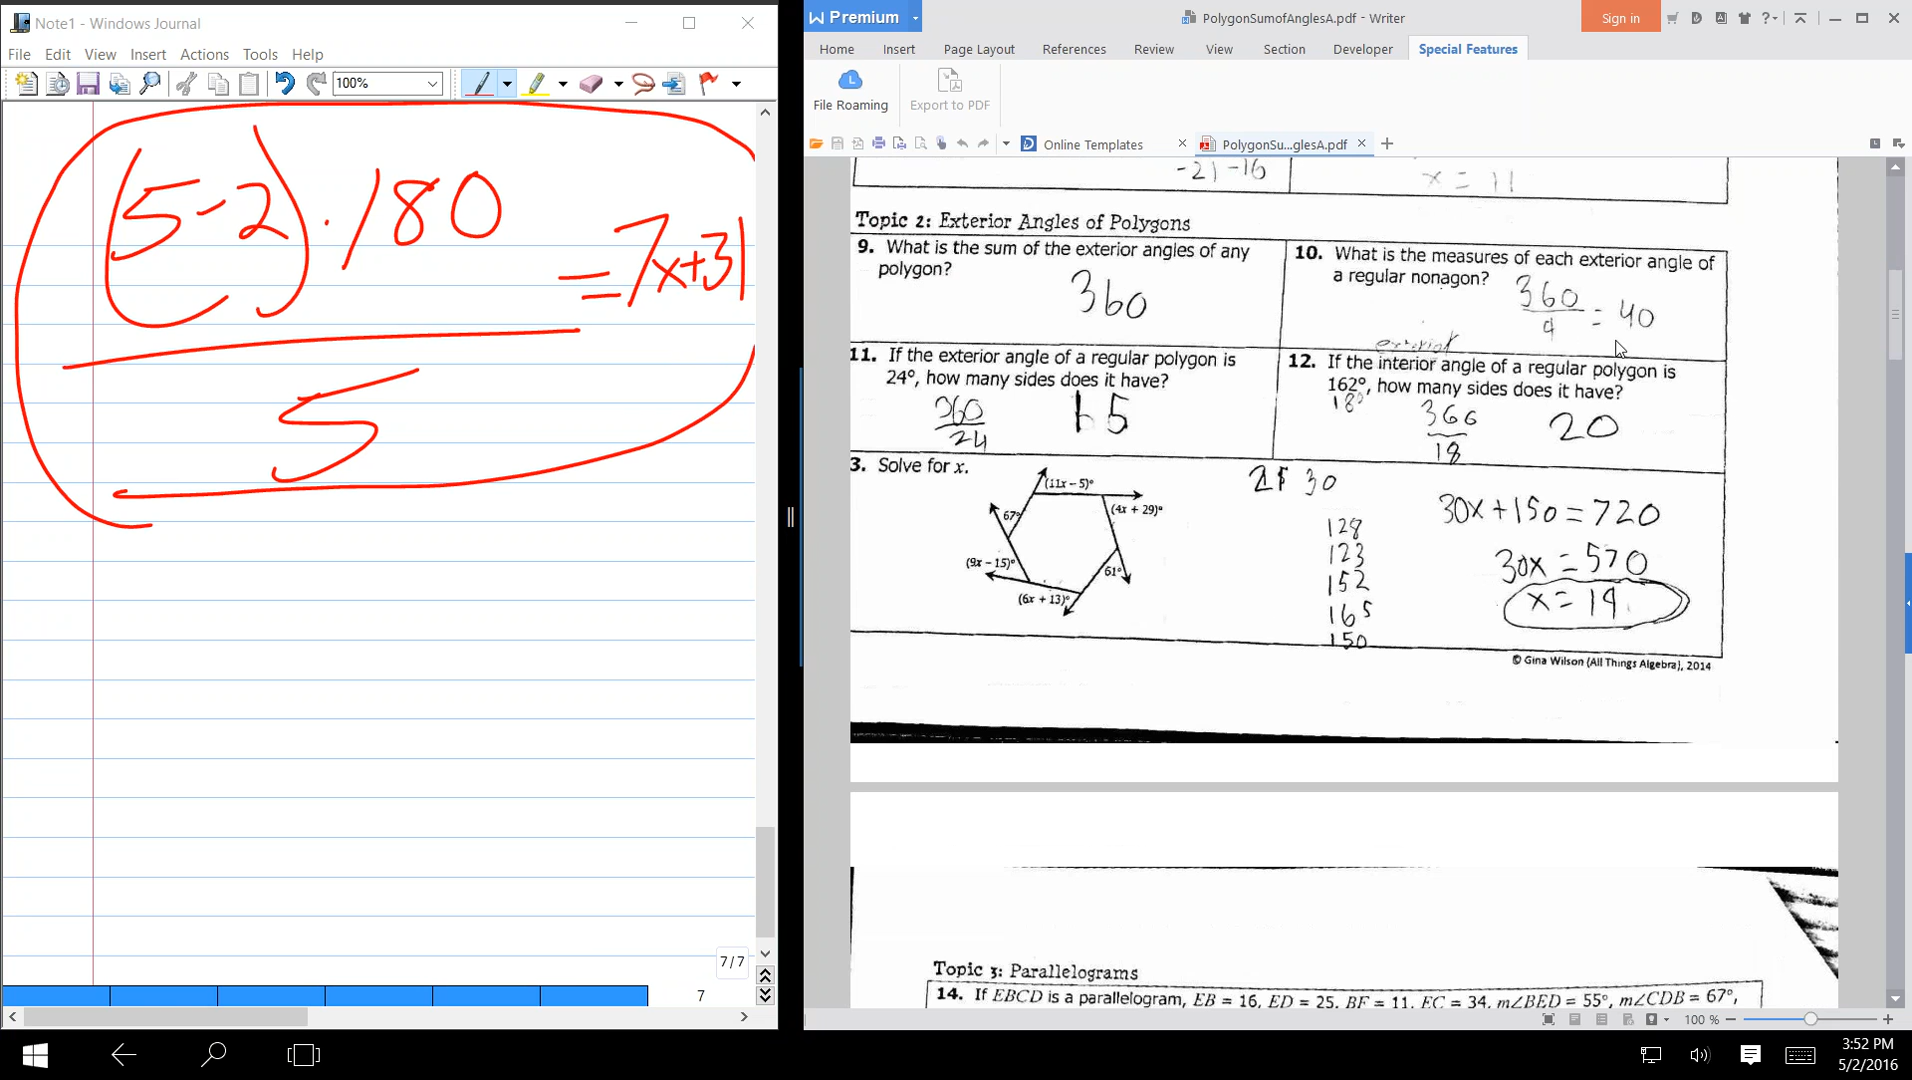 Note1 - Windows Journal
File Edit View Insert Actions Tools Help
100%
(5-2) · 180
= 7x+31
5
7/7
7
Premium
PolygonSumofAnglesA.pdf - Writer
Sign in
Home Insert Page Layout References Review View Section Developer Special Features
File Roaming
Export to PDF
Online Templates
PolygonSu...glesA.pdf
-21 -16
x = 11
Topic 2: Exterior Angles of Polygons
9. What is the sum of the exterior angles of any
polygon?
360
10. What is the measures of each exterior angle of
a regular nonagon?
360
9
= 40
11. If the exterior angle of a regular polygon is
24°, how many sides does it have?
360
24
15
exterior
12. If the interior angle of a regular polygon is
162°, how many sides does it have?
180
360
18
20
3. Solve for x.
(11x – 5)°
(4x + 29)°
67°
(9x – 15)°
61°
(6x + 13)°
30
128
123
152
165
150
30x + 150 = 720
30x = 570
x = 19
© Gina Wilson (All Things Algebra), 2014
Topic 3: Parallelograms
14. If EBCD is a parallelogram, EB = 16, ED = 25, BF = 11, EC = 34, m∠BED = 55°, m∠CDB = 67°,
100 %
3:52 PM
5/2/2016